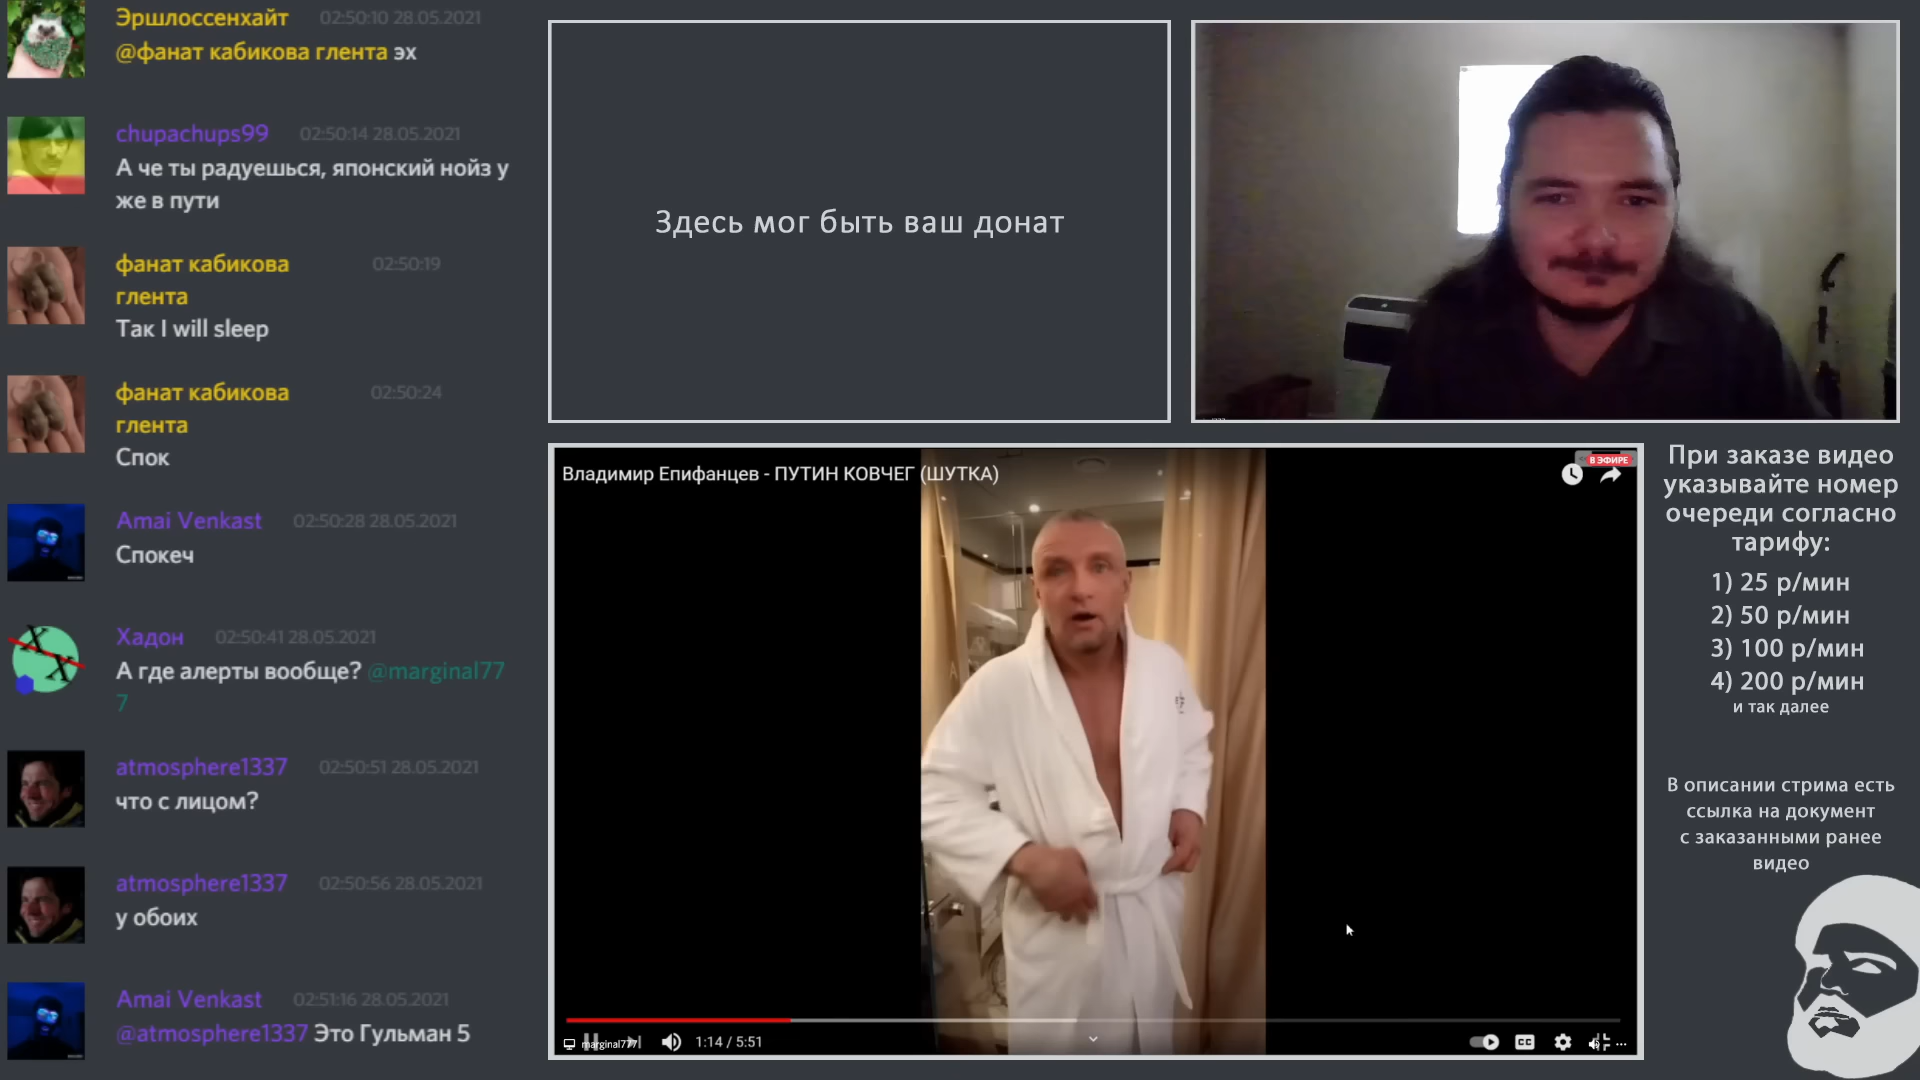 Эршлоссенхайт 02:50:10 28.05.2021
@фанат кабикова глента эх
chupachups99 02:50:14 28.05.2021
А че ты радуешься, японский нойз у
же в пути
фанат кабикова 02:50:19
глента
Так I will sleep
фанат кабикова 02:50:24
глента
Спок
Amai Venkast 02:50:28 28.05.2021
Спокеч
Хадон 02:50:41 28.05.2021
А где алерты вообще? @marginal77
7
atmosphere1337 02:50:51 28.05.2021
что с лицом?
atmosphere1337 02:50:56 28.05.2021
у обоих
Amai Venkast 02:51:16 28.05.2021
@atmosphere1337 Это Гульман 5
Здесь мог быть ваш донат
Владимир Епифанцев - ПУТИН КОВЧЕГ (ШУТКА)
В ЭФИРЕ
marginal777
1:14 / 5:51
CC
При заказе видео
указывайте номер
очереди согласно
тарифу:
1) 25 р/мин
2) 50 р/мин
3) 100 р/мин
4) 200 р/мин
и так далее
В описании стрима есть
ссылка на документ
с заказанными ранее
видео